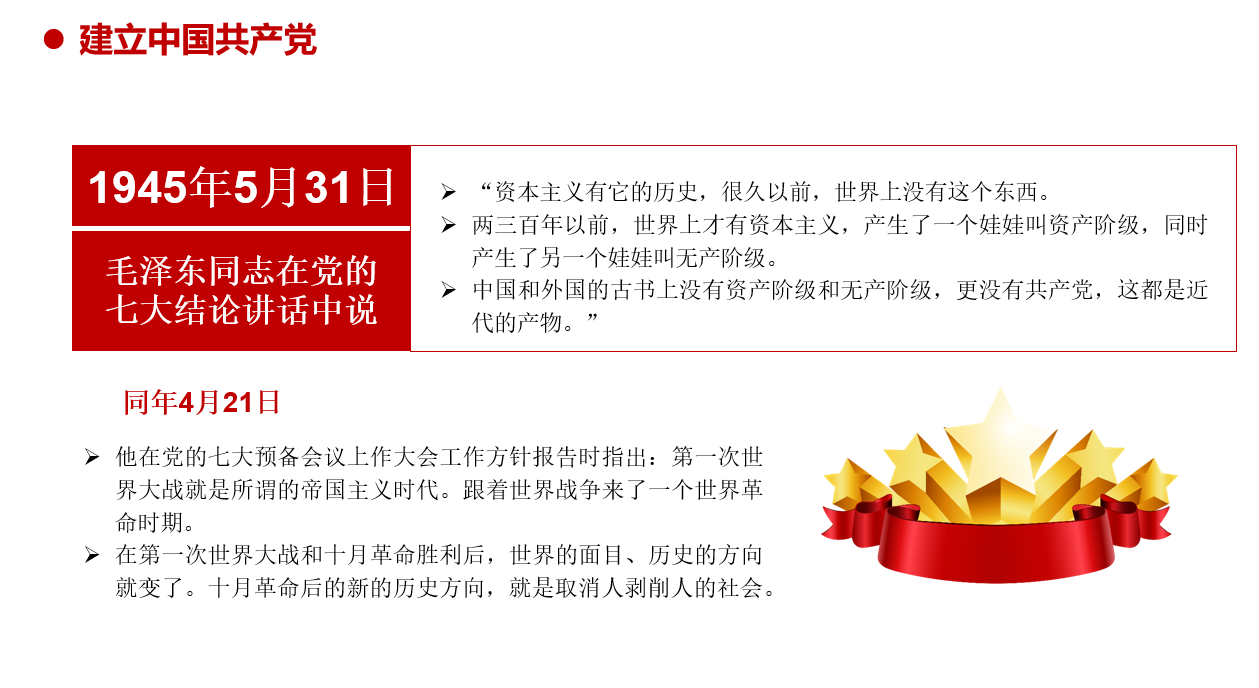 建立中国共产党
1945年5月31日
毛泽东同志在党的
七大结论讲话中说
“资本主义有它的历史，很久以前，世界上没有这个东西。
两三百年以前，世界上才有资本主义，产生了一个娃娃叫资产阶级，同时
产生了另一个娃娃叫无产阶级。
中国和外国的古书上没有资产阶级和无产阶级，更没有共产党，这都是近
代的产物。”
同年4月21日
他在党的七大预备会议上作大会工作方针报告时指出：第一次世
界大战就是所谓的帝国主义时代。跟着世界战争来了一个世界革
命时期。
在第一次世界大战和十月革命胜利后，世界的面目、历史的方向
就变了。十月革命后的新的历史方向，就是取消人剥削人的社会。